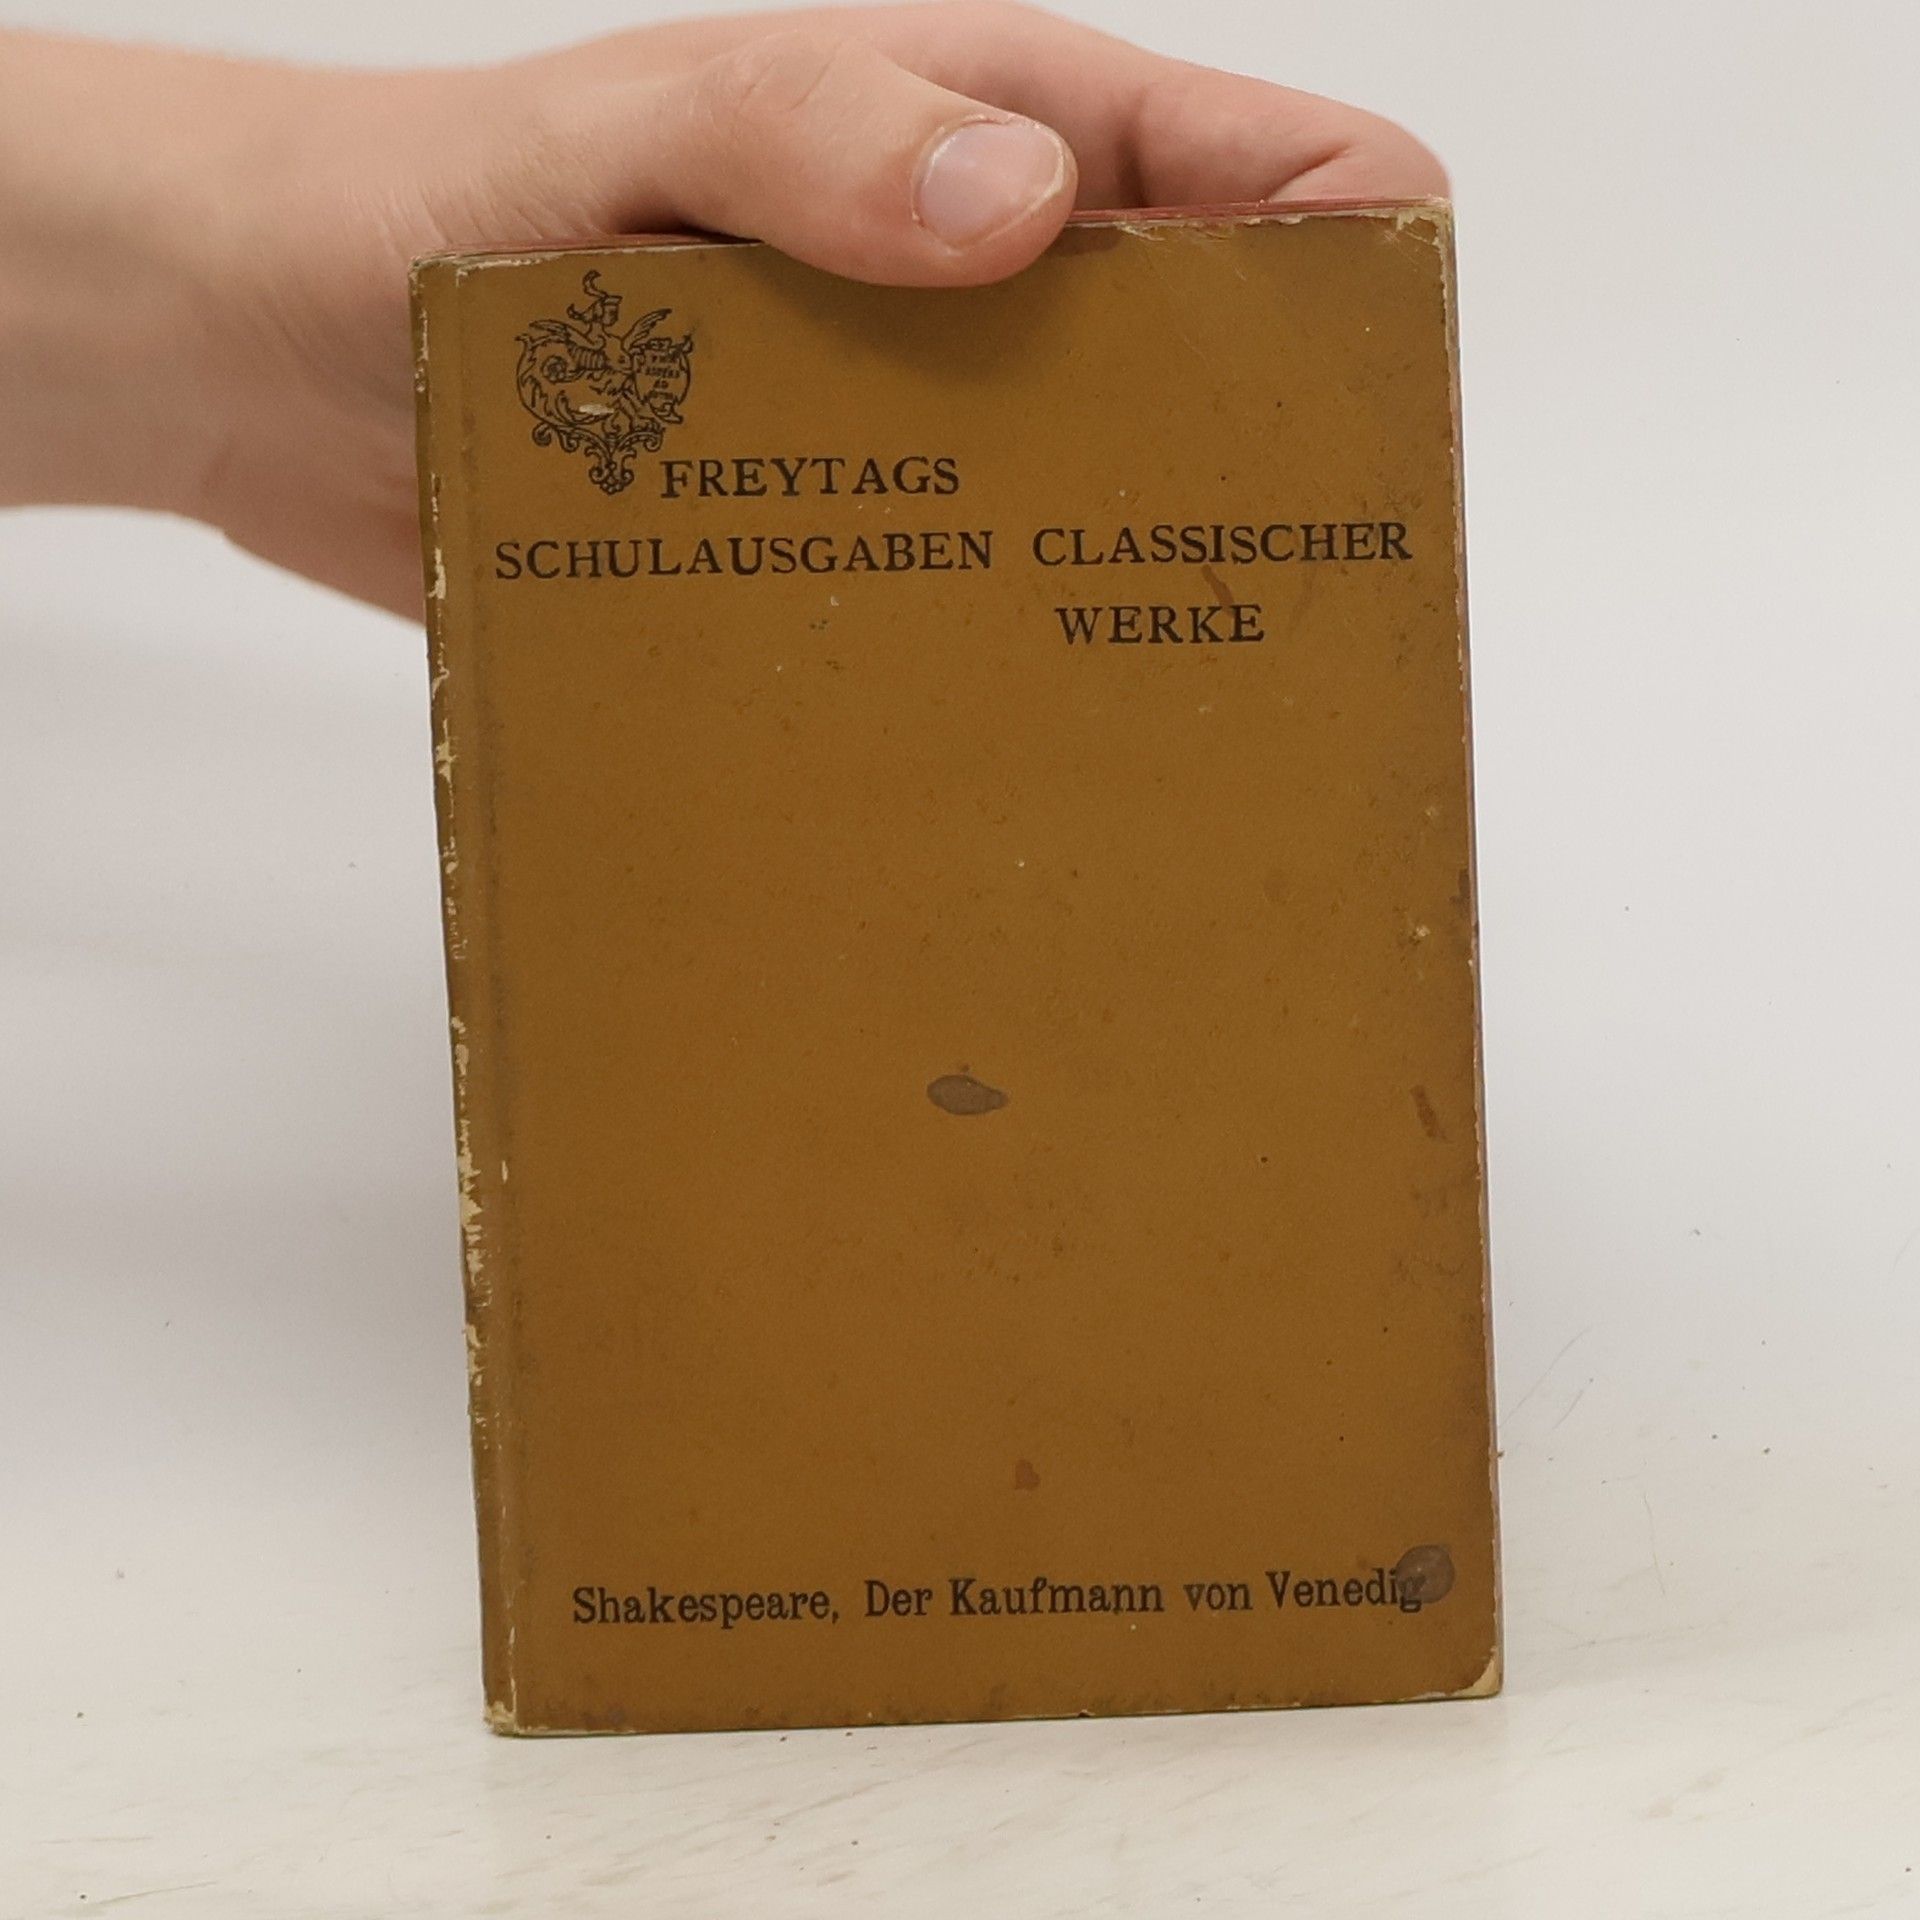 FREYTAGS
SCHULAUSGABEN CLASSISCHER
WERKE
Shakespeare, Der Kaufmann von Venedig